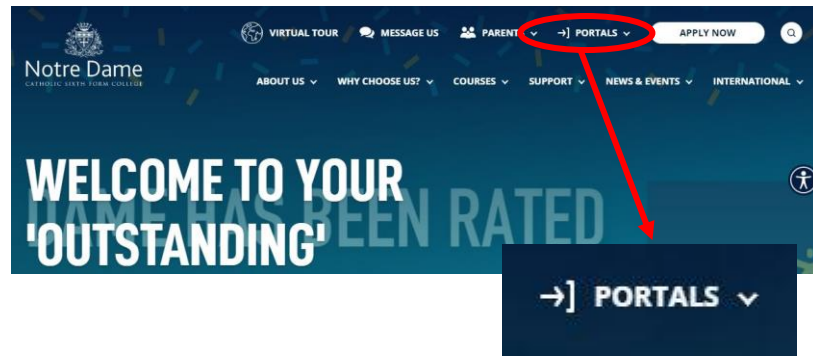 VIRTUAL TOUR MESSAGE US PARENT PORTALS APPLY NOW
Notre Dame
CATHOLIC SIXTH FORM COLLEGE
ABOUT US WHY CHOOSE US? COURSES SUPPORT NEWS & EVENTS INTERNATIONAL
WELCOME TO YOUR
DAME HAS BEEN RATED
'OUTSTANDING'
PORTALS